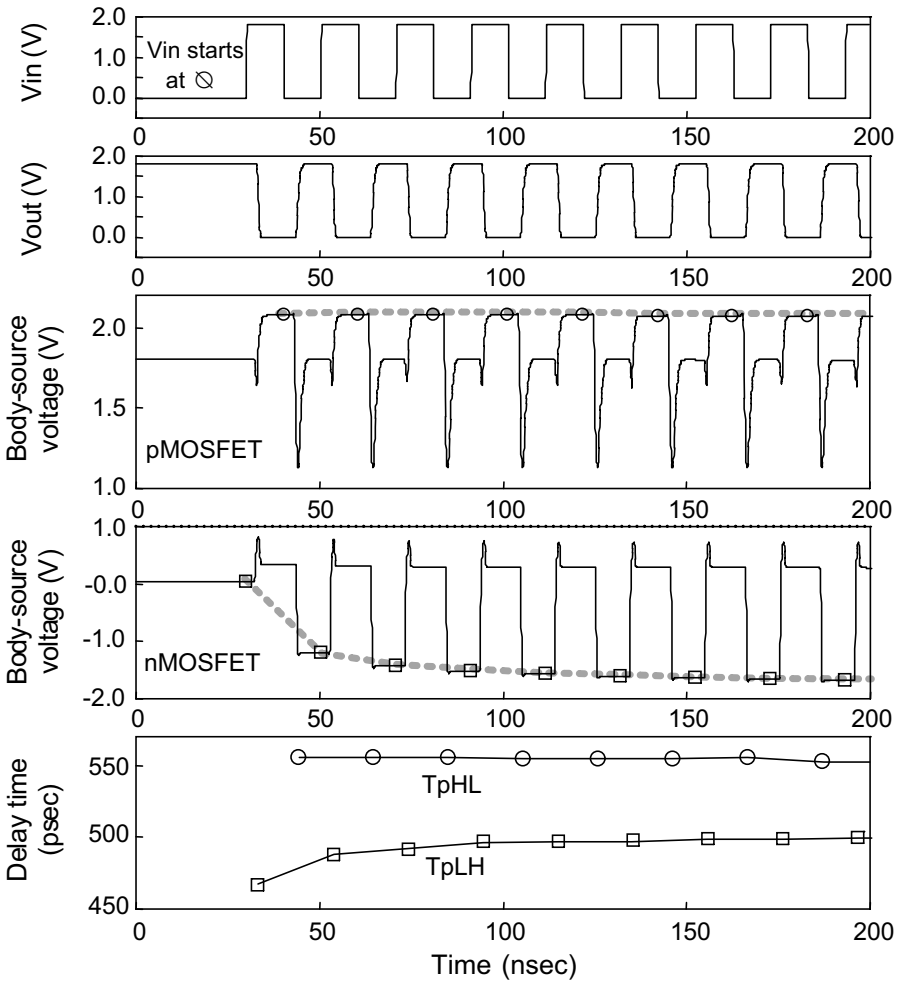 Vin (V)
2.0
1.0
0.0
Vin starts
at ⍉
0 50 100 150 200
Vout (V)
2.0
1.0
0.0
0 50 100 150 200
Body-source
voltage (V)
2.0
1.5
1.0
pMOSFET
0 50 100 150 200
Body-source
voltage (V)
1.0
-0.0
-1.0
-2.0
nMOSFET
0 50 100 150 200
Delay time
(psec)
550
500
450
TpHL
TpLH
0 50 100 150 200
Time (nsec)